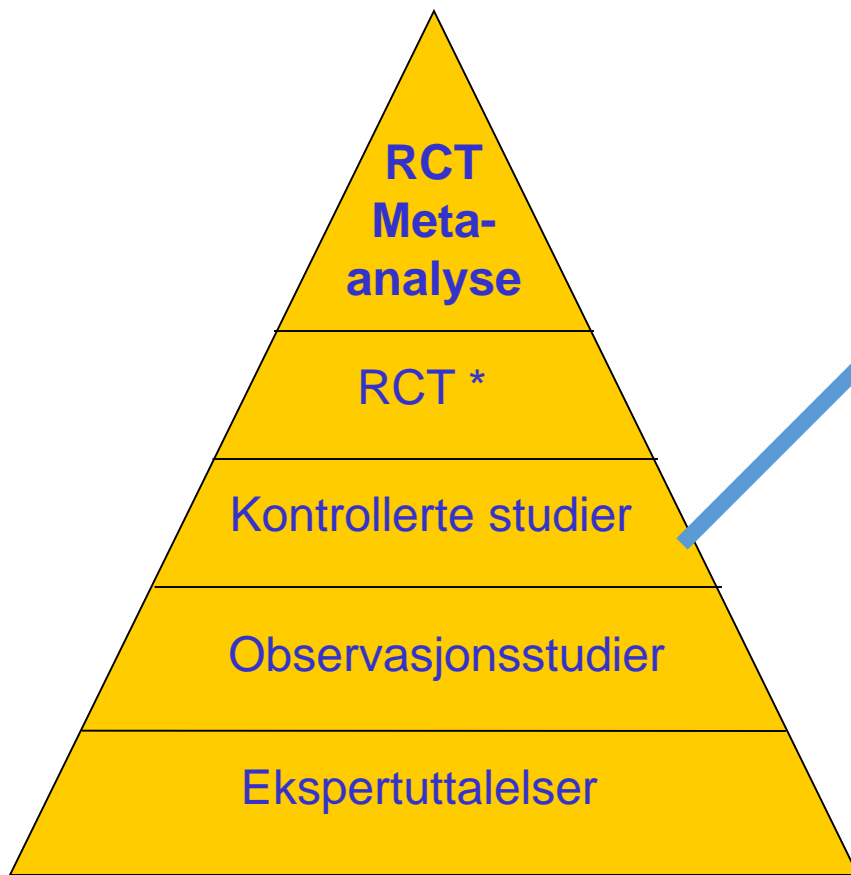 RCT
Meta-
analyse
RCT *
Kontrollerte studier
Observasjonsstudier
Ekspertuttalelser